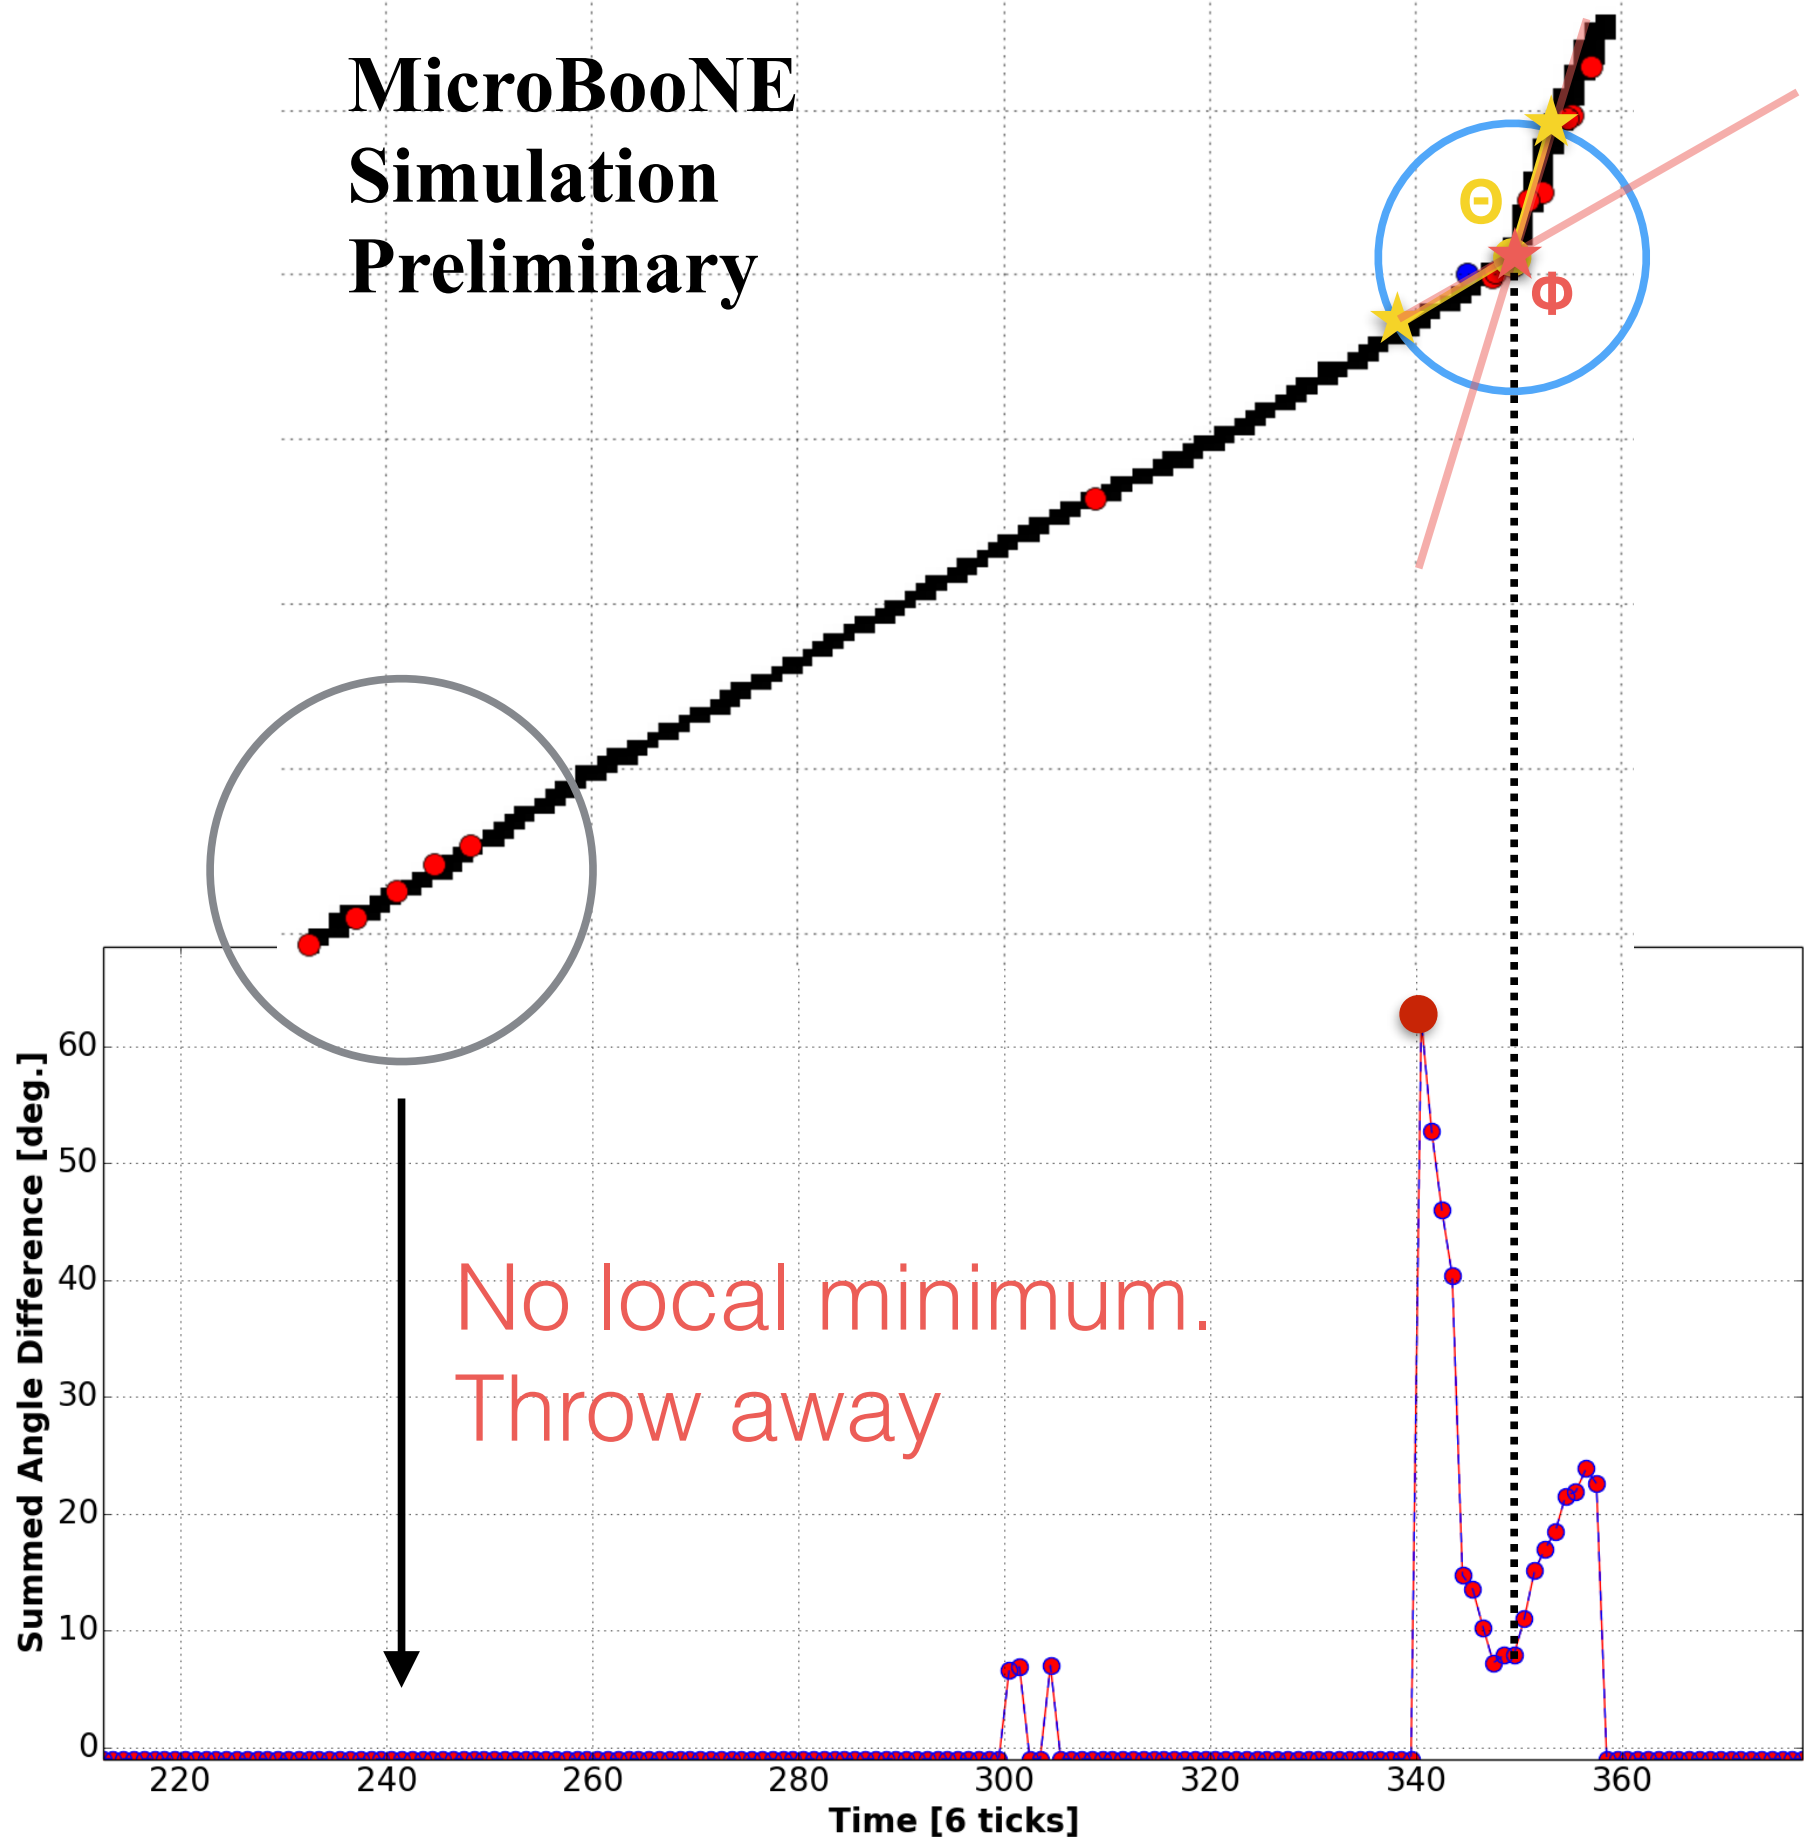 MicroBooNE
Simulation
Preliminary
Θ
Φ
No local minimum.
Throw away
Summed Angle Difference [deg.]
60
50
40
30
20
10
0
220 240 260 280 300 320 340 360
Time [6 ticks]